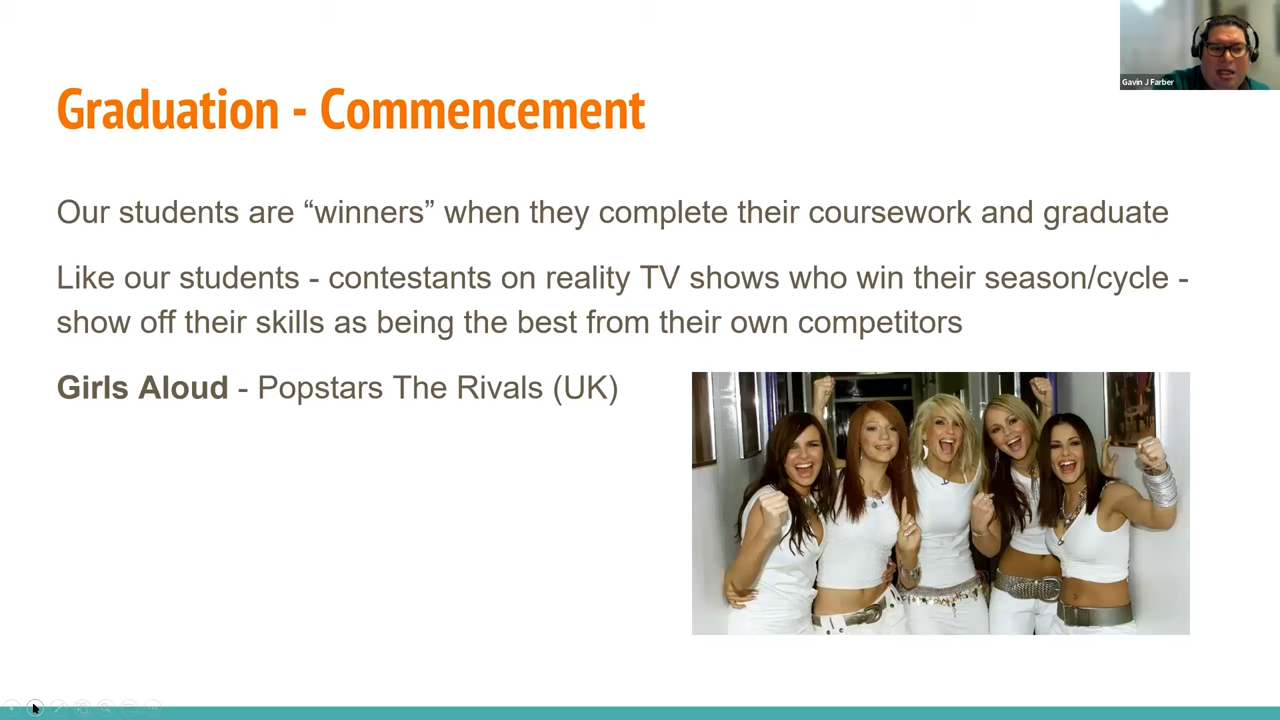 Gavin J Farber
Graduation - Commencement
Our students are “winners” when they complete their coursework and graduate
Like our students - contestants on reality TV shows who win their season/cycle -
show off their skills as being the best from their own competitors
Girls Aloud - Popstars The Rivals (UK)